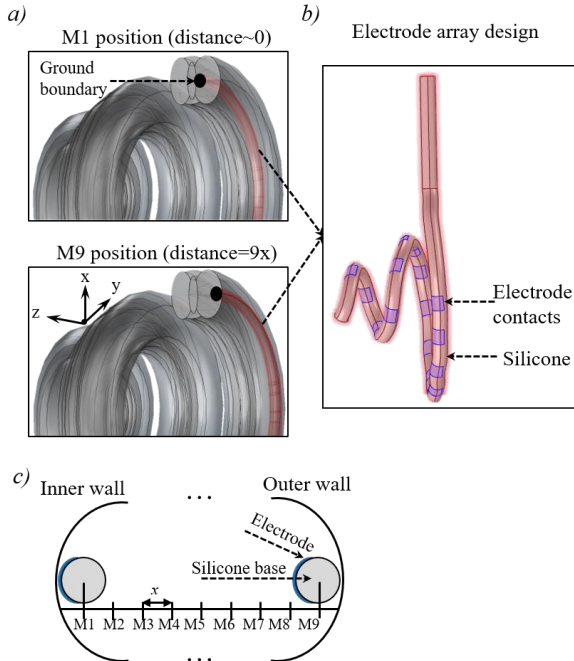 a)
M1 position (distance~0)
Ground
boundary
M9 position (distance=9x)
x
y
z
b)
Electrode array design
Electrode
contacts
Silicone
c)
Inner wall
...
Outer wall
Electrode
Silicone base
x
M1 M2 M3 M4 M5 M6 M7 M8 M9
...